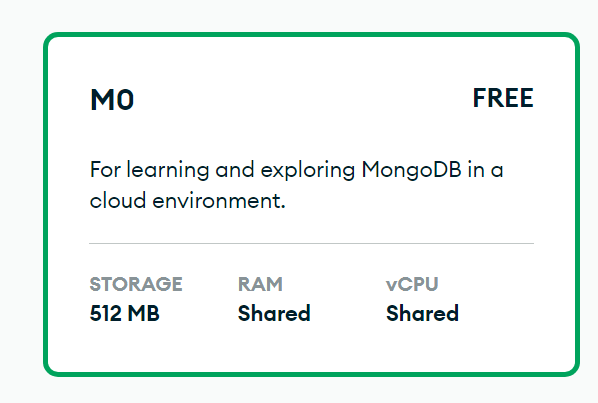 M0
FREE
For learning and exploring MongoDB in a
cloud environment.
STORAGE RAM vCPU
512 MB Shared Shared